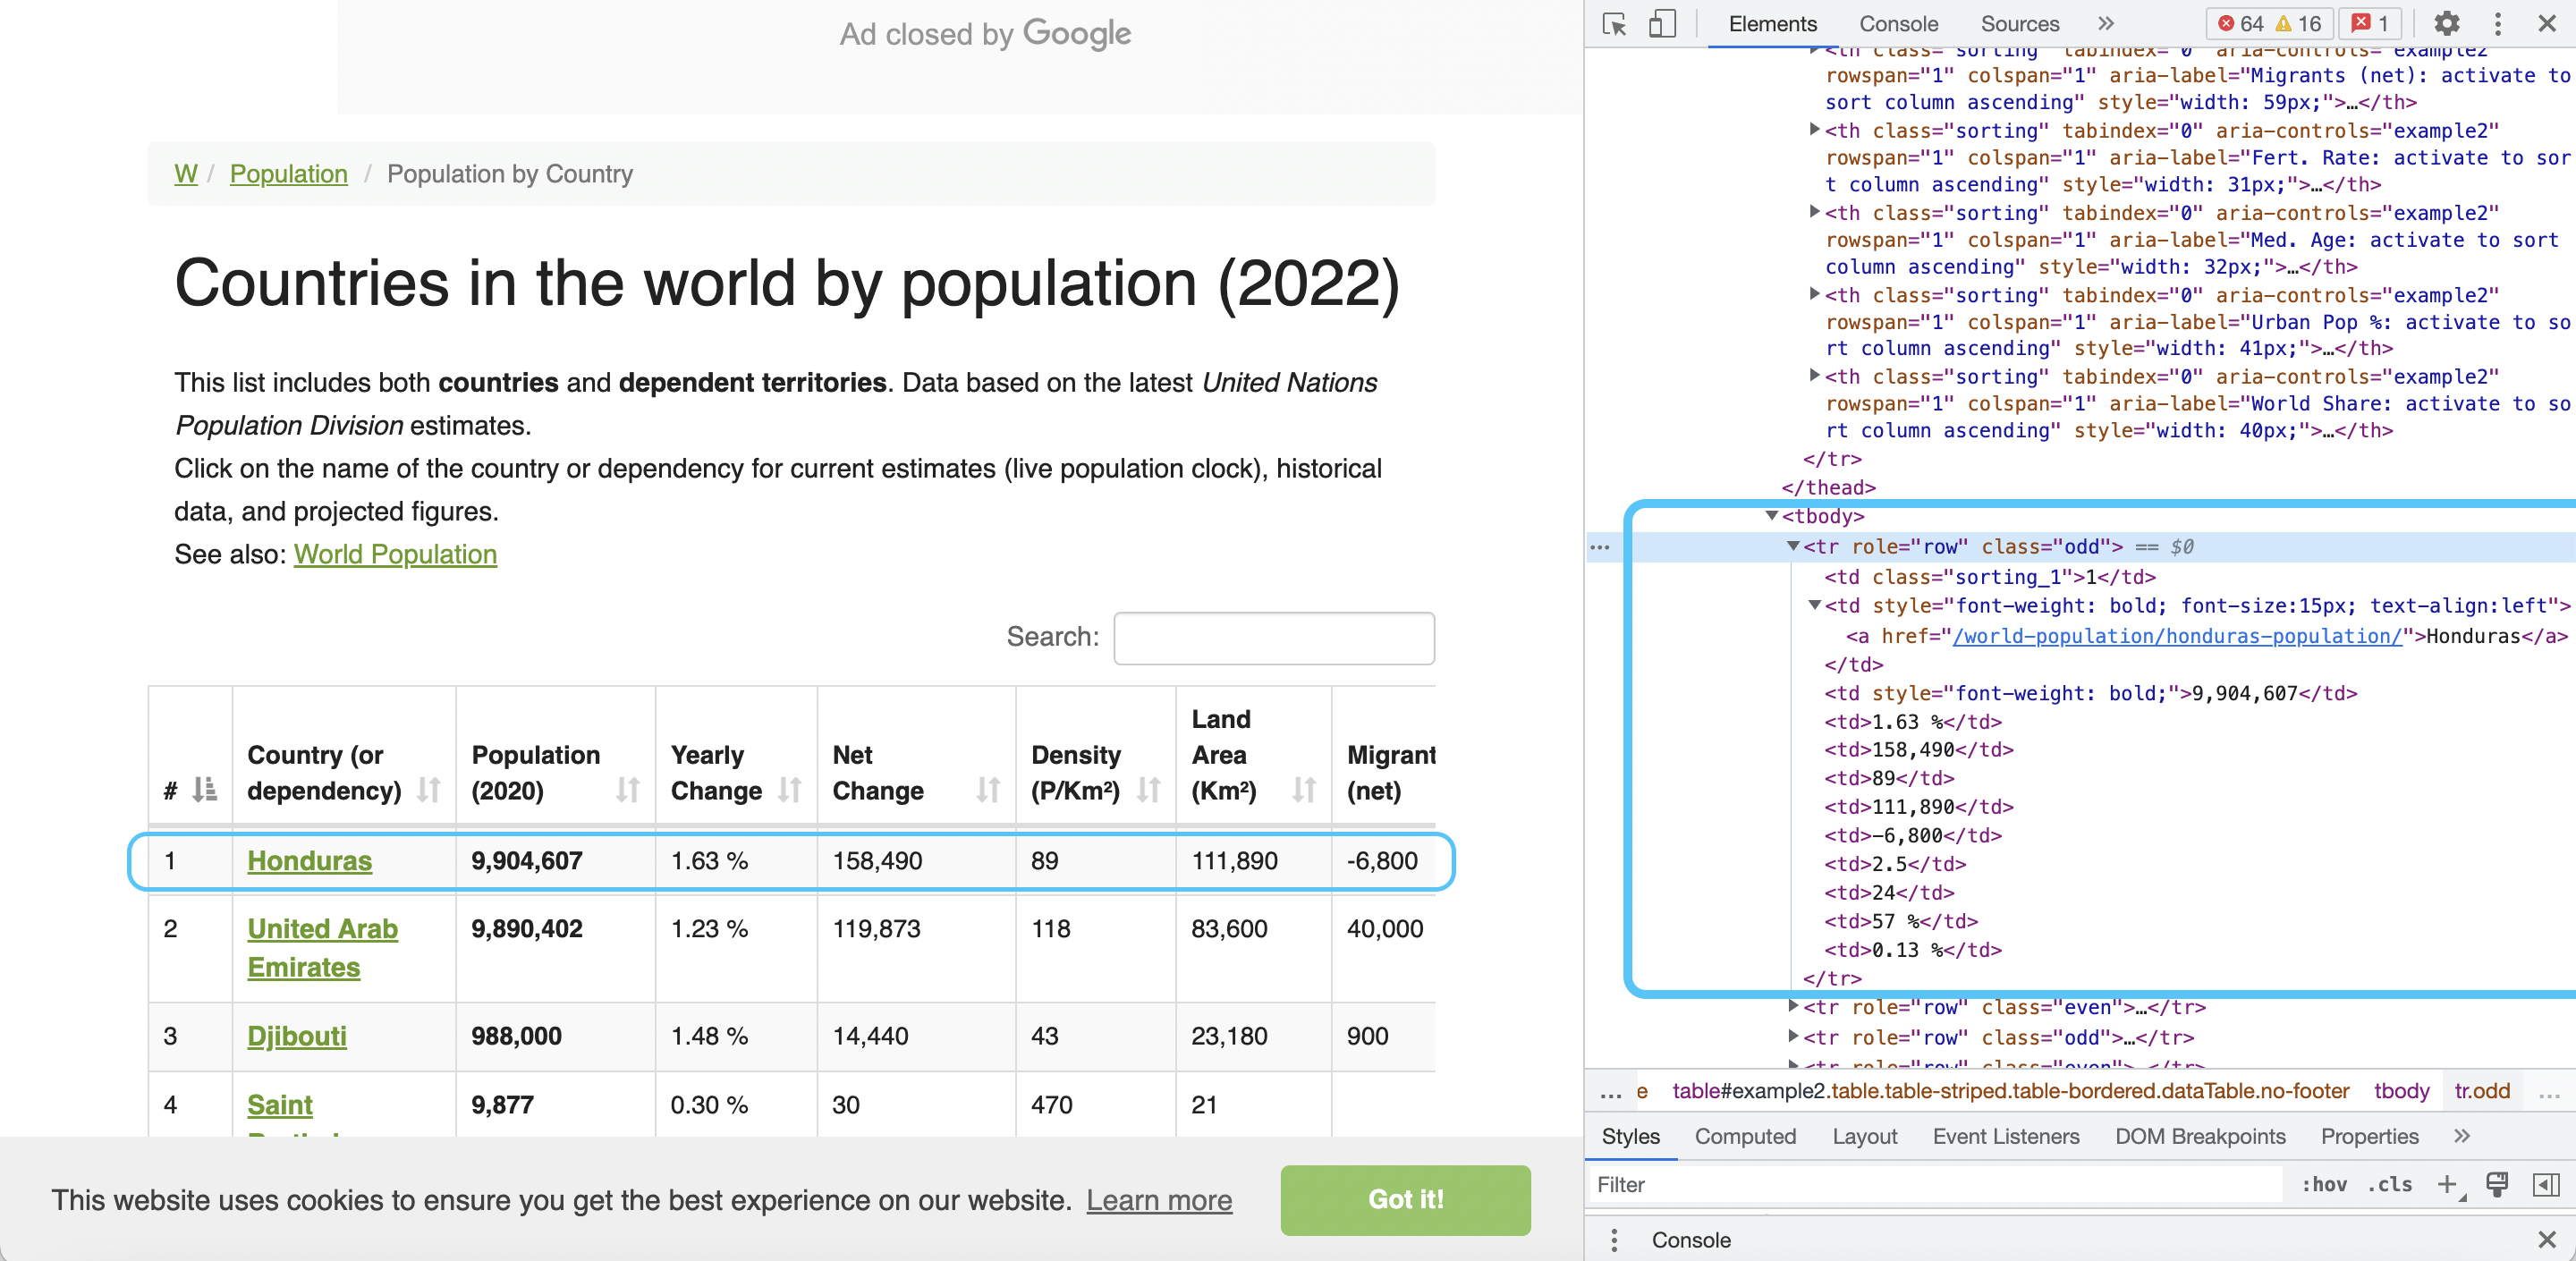 Ad closed by Google
W / Population / Population by Country
Countries in the world by population (2022)
This list includes both countries and dependent territories. Data based on the latest United Nations
Population Division estimates.
Click on the name of the country or dependency for current estimates (live population clock), historical
data, and projected figures.
See also: World Population
Search:
# Country (or dependency) Population (2020) Yearly Change Net Change Density (P/Km²) Land Area (Km²) Migrant (net)
1 Honduras 9,904,607 1.63 % 158,490 89 111,890 -6,800
2 United Arab Emirates 9,890,402 1.23 % 119,873 118 83,600 40,000
3 Djibouti 988,000 1.48 % 14,440 43 23,180 900
4 Saint 9,877 0.30 % 30 470 21
This website uses cookies to ensure you get the best experience on our website. Learn more Got it!
Elements Console Sources » 64 16 1
<th class="sorting" tabindex="0" aria-controls="example2"
rowspan="1" colspan="1" aria-label="Migrants (net): activate to
sort column ascending" style="width: 59px;">…</th>
<th class="sorting" tabindex="0" aria-controls="example2"
rowspan="1" colspan="1" aria-label="Fert. Rate: activate to sor
t column ascending" style="width: 31px;">…</th>
<th class="sorting" tabindex="0" aria-controls="example2"
rowspan="1" colspan="1" aria-label="Med. Age: activate to sort
column ascending" style="width: 32px;">…</th>
<th class="sorting" tabindex="0" aria-controls="example2"
rowspan="1" colspan="1" aria-label="Urban Pop %: activate to so
rt column ascending" style="width: 41px;">…</th>
<th class="sorting" tabindex="0" aria-controls="example2"
rowspan="1" colspan="1" aria-label="World Share: activate to so
rt column ascending" style="width: 40px;">…</th>
</tr>
</thead>
<tbody>
… <tr role="row" class="odd"> == $0
<td class="sorting_1">1</td>
<td style="font-weight: bold; font-size:15px; text-align:left">
<a href="/world-population/honduras-population/">Honduras</a>
</td>
<td style="font-weight: bold;">9,904,607</td>
<td>1.63 %</td>
<td>158,490</td>
<td>89</td>
<td>111,890</td>
<td>-6,800</td>
<td>2.5</td>
<td>24</td>
<td>57 %</td>
<td>0.13 %</td>
</tr>
<tr role="row" class="even">…</tr>
<tr role="row" class="odd">…</tr>
<tr role="row" class="even">…</tr>
… e table#example2.table.table-striped.table-bordered.dataTable.no-footer tbody tr.odd …
Styles Computed Layout Event Listeners DOM Breakpoints Properties »
Filter :hov .cls +
Console